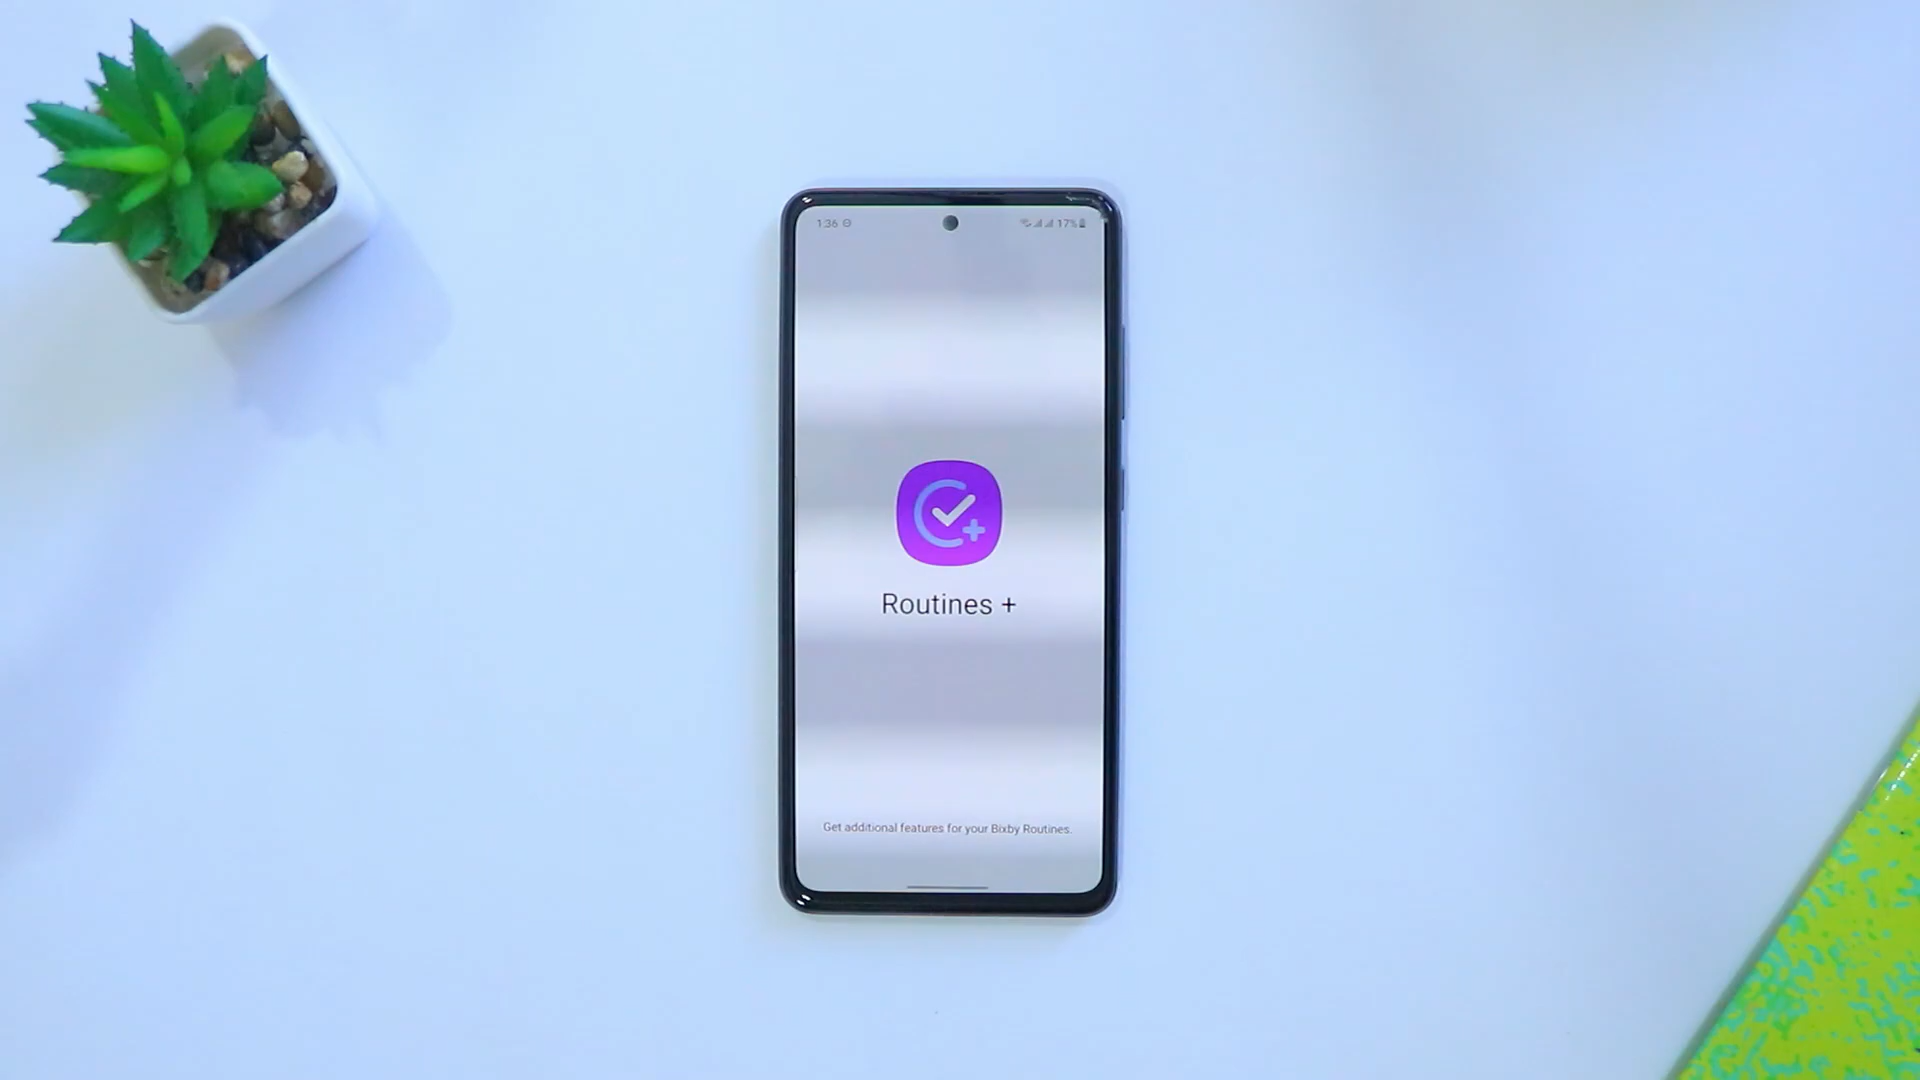 1:36
17%
Routines +
Get additional features for your Bixby Routines.